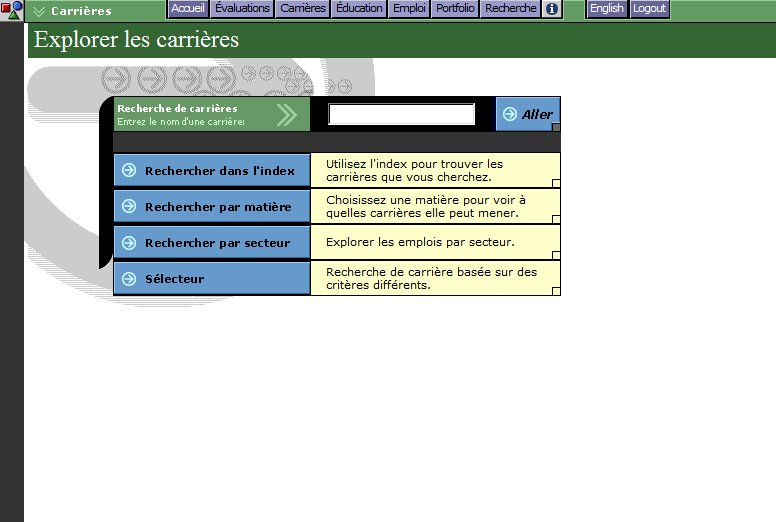 Carrières
Accueil Évaluations Carrières Éducation Emploi Portfolio Recherche i English Logout
Explorer les carrières
Recherche de carrières
Entrez le nom d'une carrière:
Aller
Rechercher dans l'index
Utilisez l'index pour trouver les
carrières que vous cherchez.
Rechercher par matière
Choisissez une matière pour voir à
quelles carrières elle peut mener.
Rechercher par secteur
Explorer les emplois par secteur.
Sélecteur
Recherche de carrière basée sur des
critères différents.